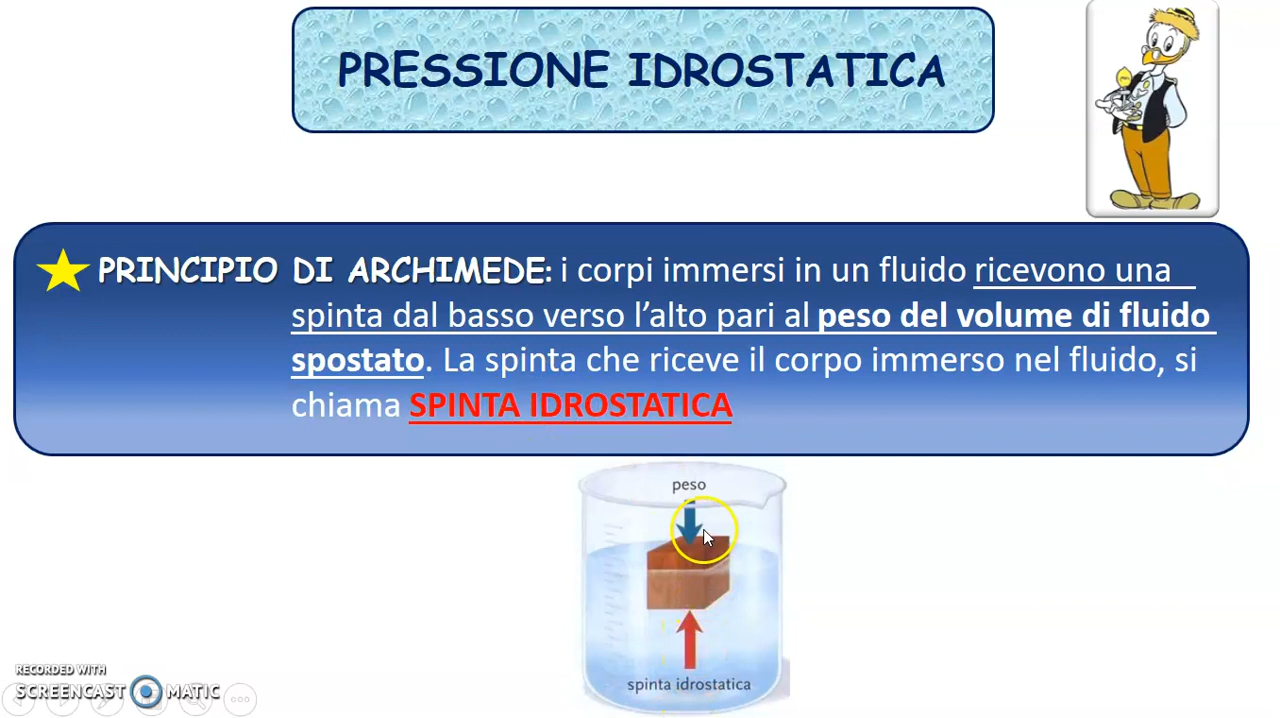 PRESSIONE IDROSTATICA
PRINCIPIO DI ARCHIMEDE: i corpi immersi in un fluido ricevono una
spinta dal basso verso l’alto pari al peso del volume di fluido
spostato. La spinta che riceve il corpo immerso nel fluido, si
chiama SPINTA IDROSTATICA
peso
spinta idrostatica
RECORDED WITH
SCREENCAST MATIC